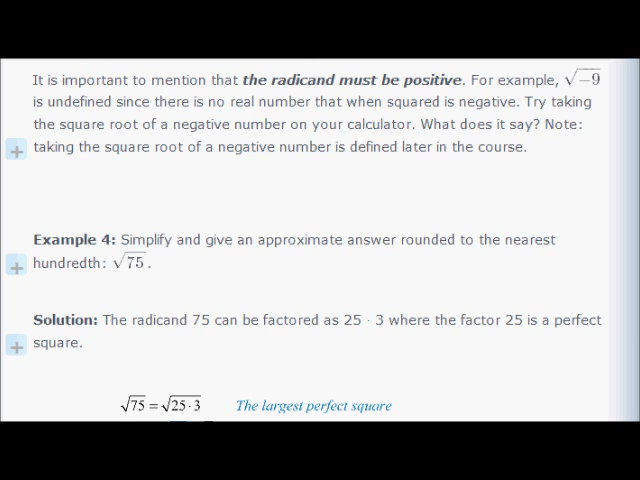 It is important to mention that the radicand must be positive. For example, √−9
is undefined since there is no real number that when squared is negative. Try taking
the square root of a negative number on your calculator. What does it say? Note:
taking the square root of a negative number is defined later in the course.
Example 4: Simplify and give an approximate answer rounded to the nearest
hundredth: √75.
Solution: The radicand 75 can be factored as 25 · 3 where the factor 25 is a perfect
square.
√75 = √25·3 The largest perfect square